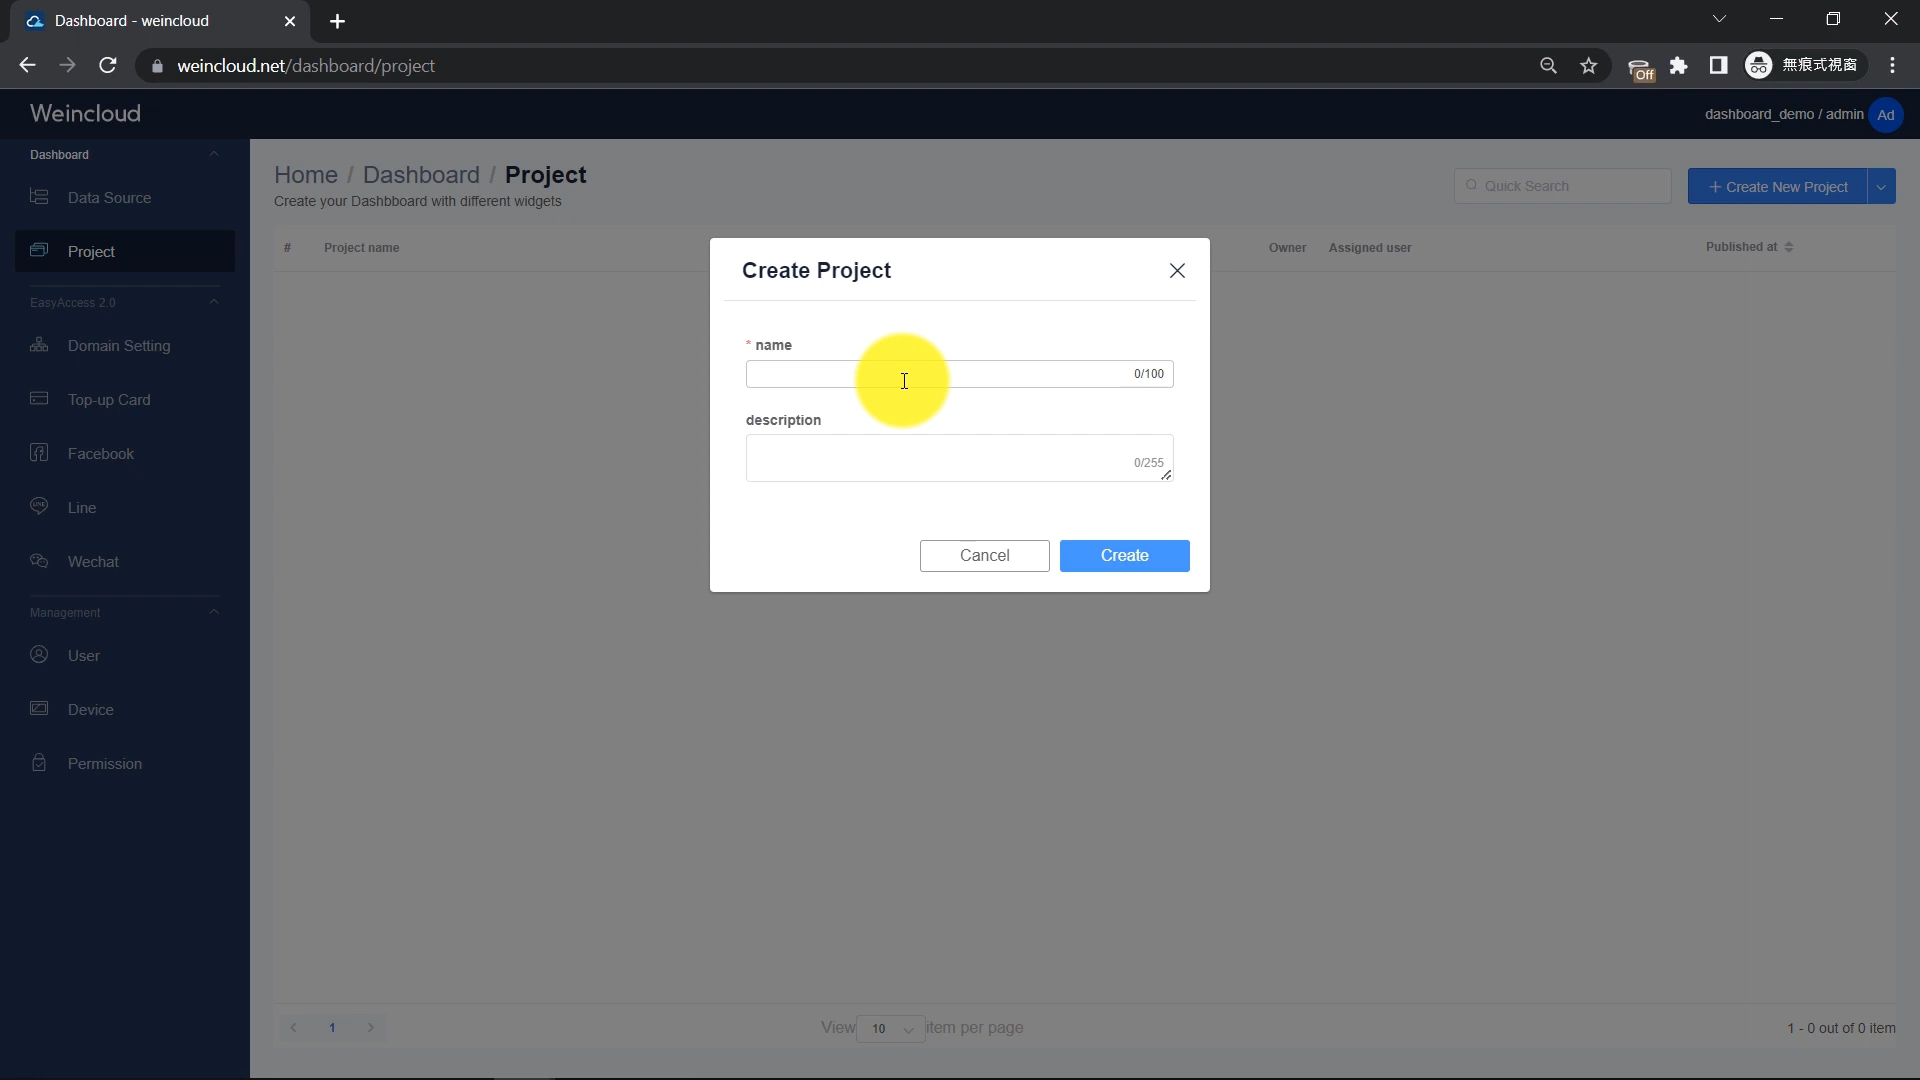 Dashboard - weincloud
weincloud.net/dashboard/project
Off
無痕式視窗
Weincloud
dashboard_demo / admin
Ad
Dashboard
Data Source
Project
EasyAccess 2.0
Domain Setting
Top-up Card
Facebook
Line
Wechat
Management
User
Device
Permission
Home / Dashboard / Project
Create your Dashbboard with different widgets
Quick Search
+ Create New Project
# Project name Owner Assigned user Published at
Create Project
* name
0/100
description
0/255
Cancel Create
< 1 >
View 10 item per page
1 - 0 out of 0 item